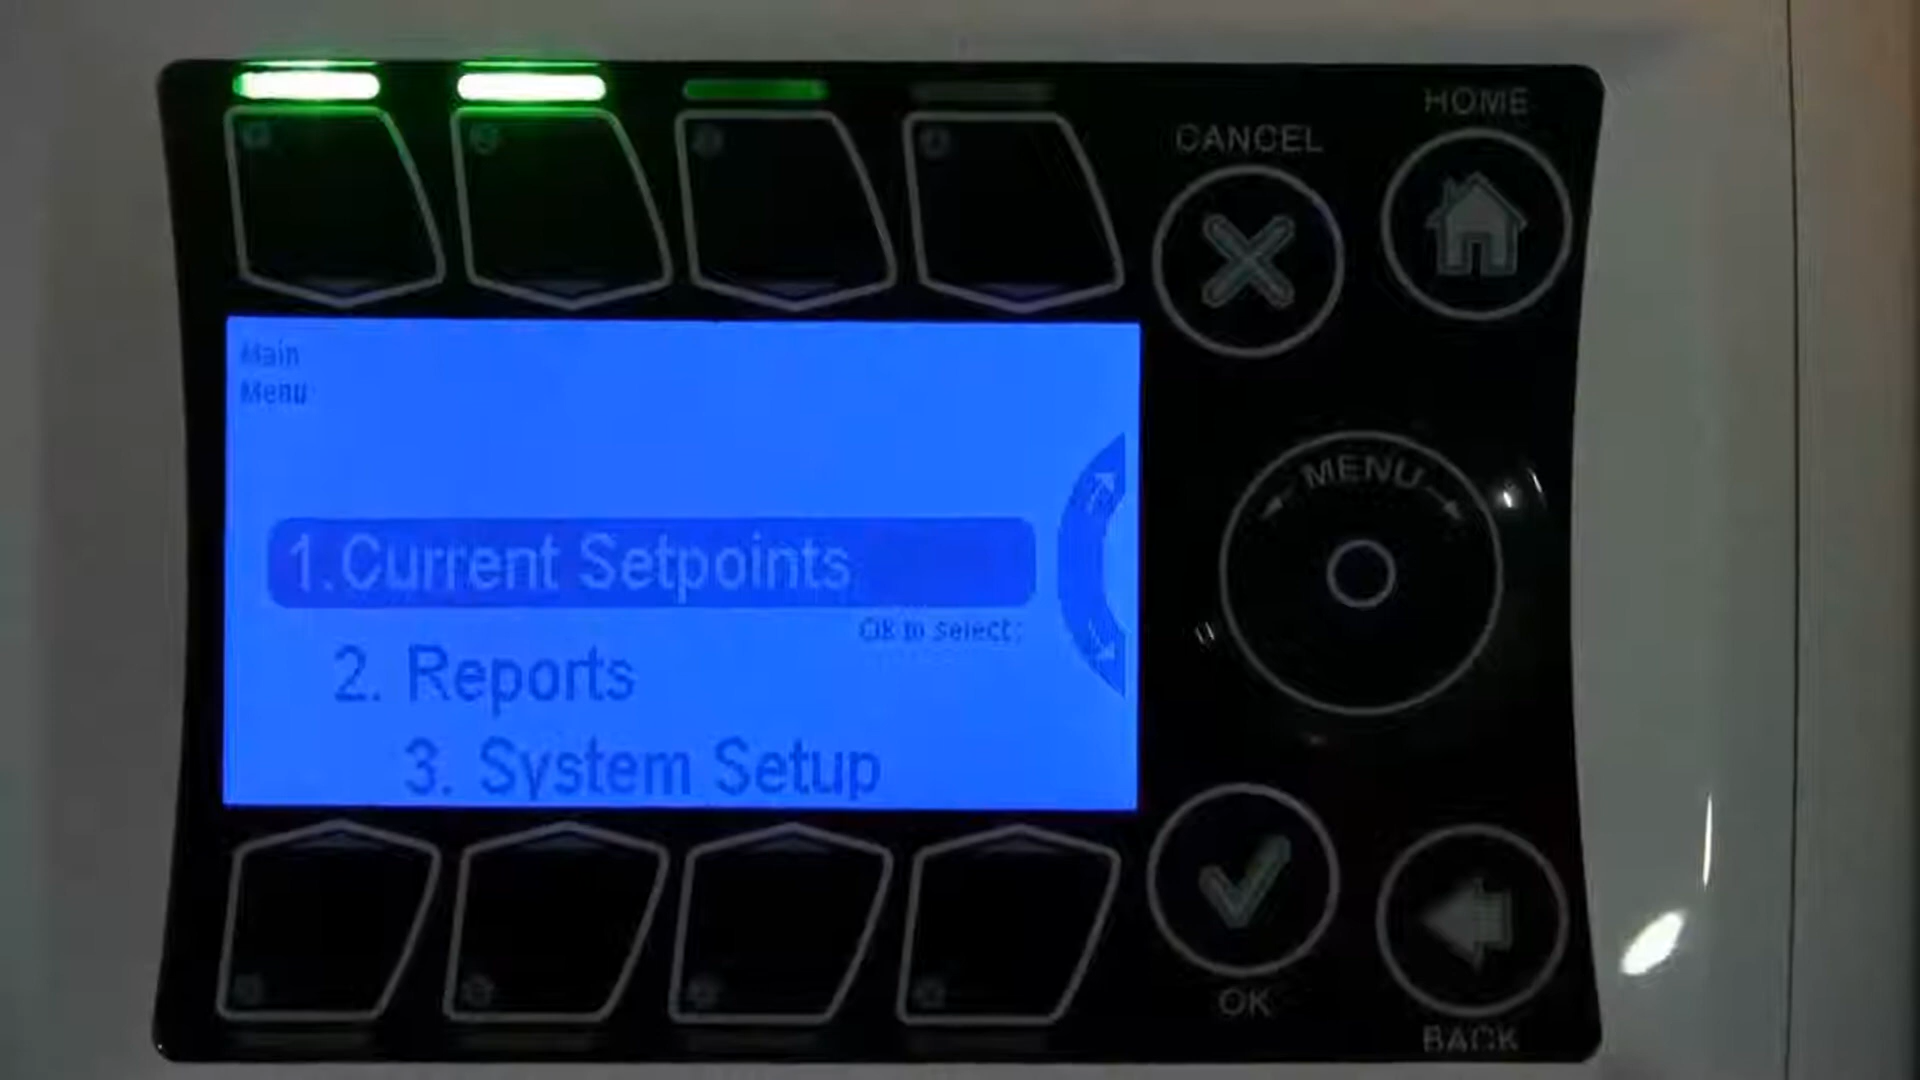 HOME
CANCEL
Main
Menu
MENU
1.Current Setpoints
OK to select:
2. Reports
3. System Setup
OK
BACK